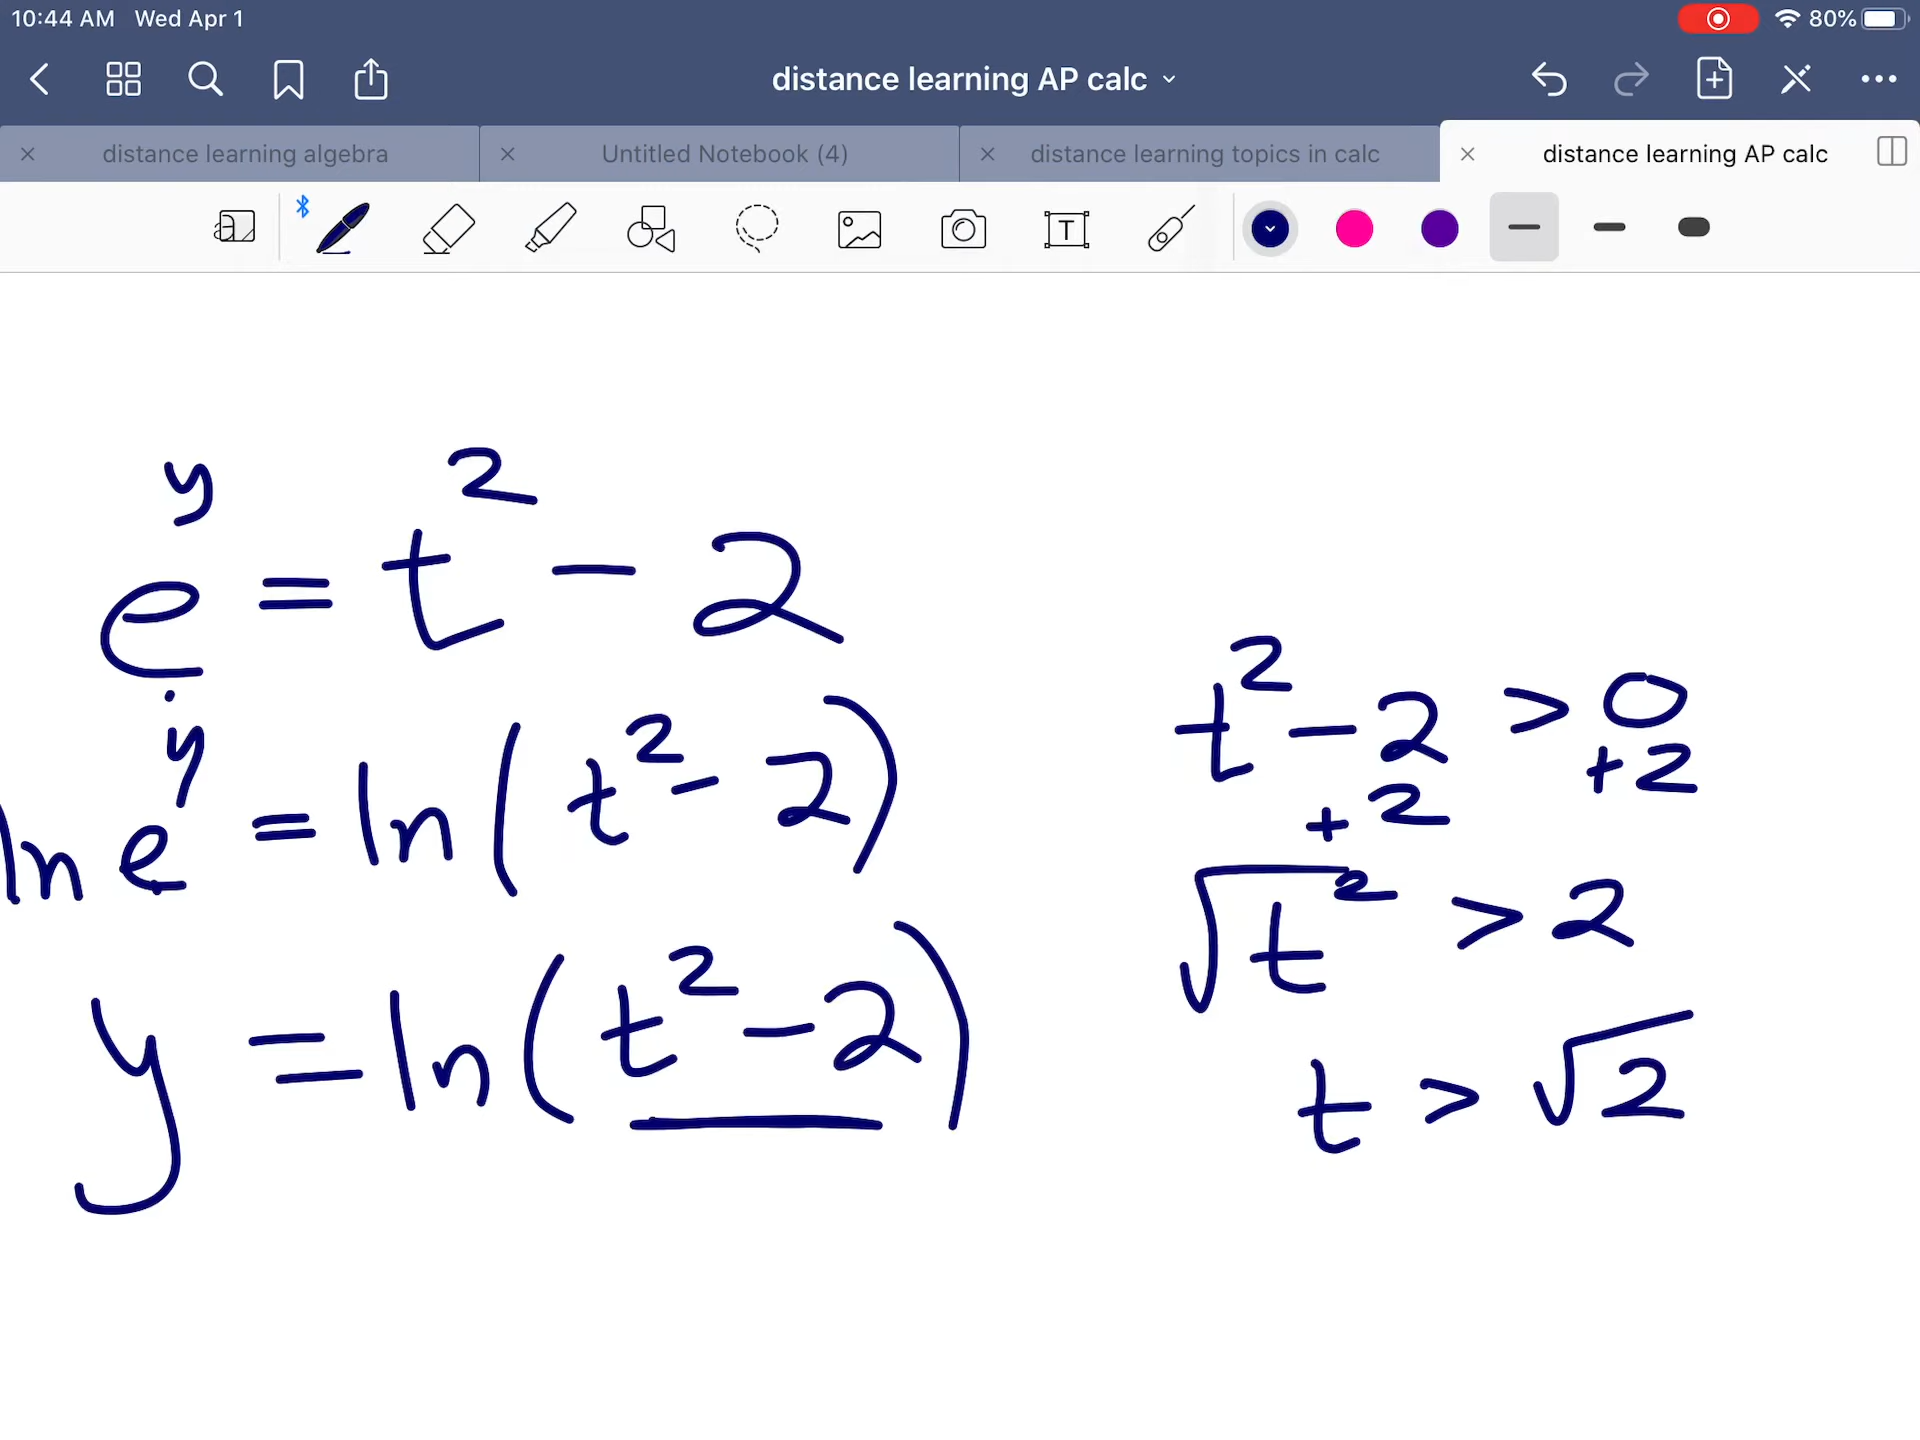 10:44 AM Wed Apr 1 80%
distance learning AP calc
distance learning algebra
Untitled Notebook (4)
distance learning topics in calc
distance learning AP calc
a T
e^y = t^2 - 2
ln e^y = ln(t^2 - 2)
y = ln(t^2 - 2)
t^2 - 2 > 0
+2 +2
√t^2 > 2
t > √2